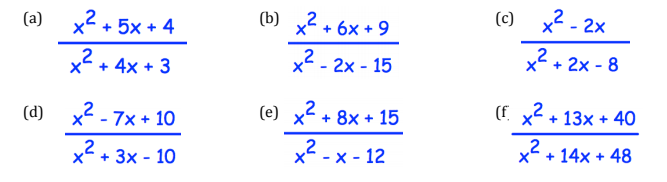 (a) x² + 5x + 4 / x² + 4x + 3
(b) x² + 6x + 9 / x² - 2x - 15
(c) x² - 2x / x² + 2x - 8
(d) x² - 7x + 10 / x² + 3x - 10
(e) x² + 8x + 15 / x² - x - 12
(f) x² + 13x + 40 / x² + 14x + 48